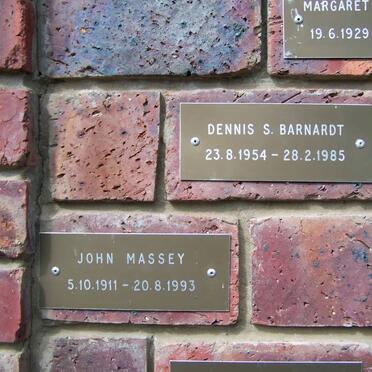 MARGARET
19.6.1929
DENNIS S. BARNARDT
23.8.1954 – 28.2.1985
JOHN MASSEY
5.10.1911 – 20.8.1993